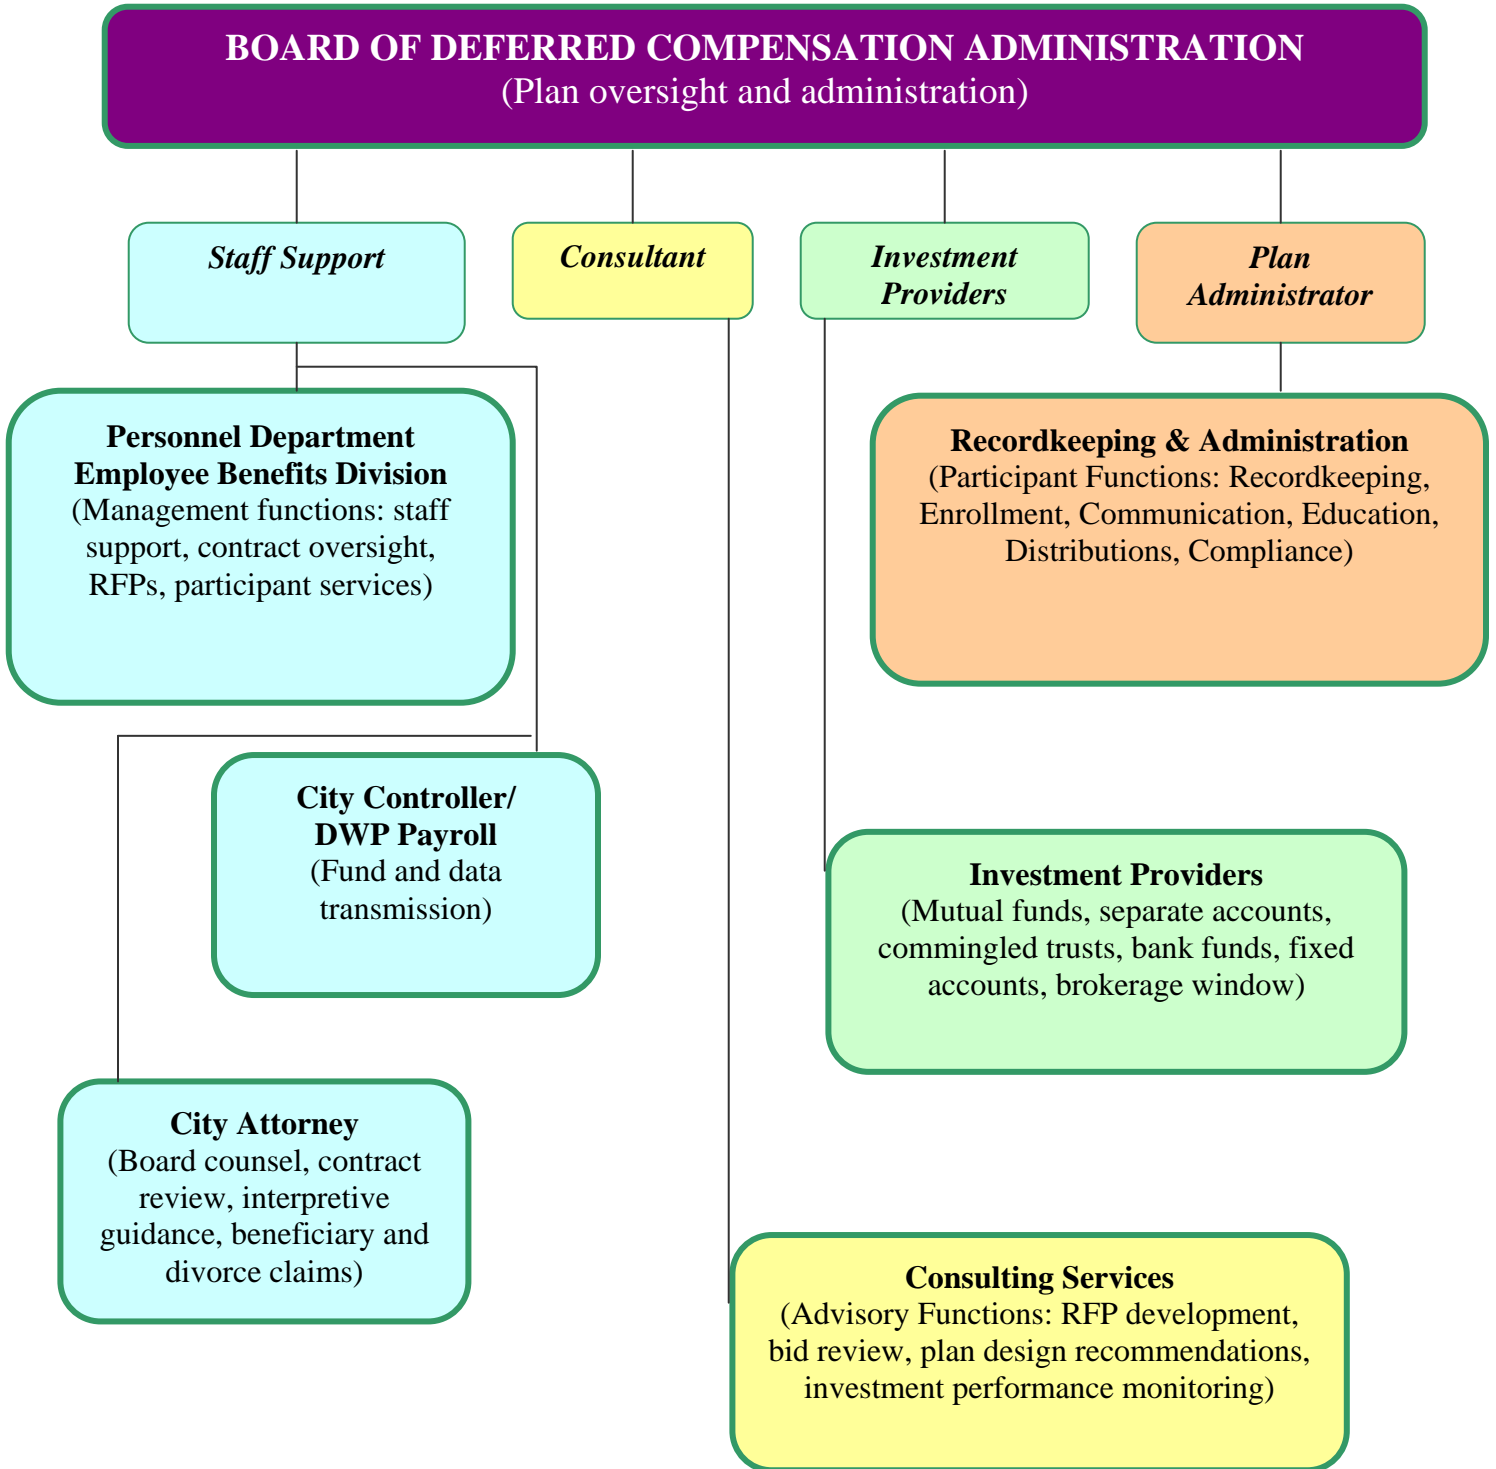 BOARD OF DEFERRED COMPENSATION ADMINISTRATION
(Plan oversight and administration)
Staff Support
Consultant
Investment
Providers
Plan
Administrator
Personnel Department
Employee Benefits Division
(Management functions: staff
support, contract oversight,
RFPs, participant services)
Recordkeeping & Administration
(Participant Functions: Recordkeeping,
Enrollment, Communication, Education,
Distributions, Compliance)
City Controller/
DWP Payroll
(Fund and data
transmission)
Investment Providers
(Mutual funds, separate accounts,
commingled trusts, bank funds, fixed
accounts, brokerage window)
City Attorney
(Board counsel, contract
review, interpretive
guidance, beneficiary and
divorce claims)
Consulting Services
(Advisory Functions: RFP development,
bid review, plan design recommendations,
investment performance monitoring)